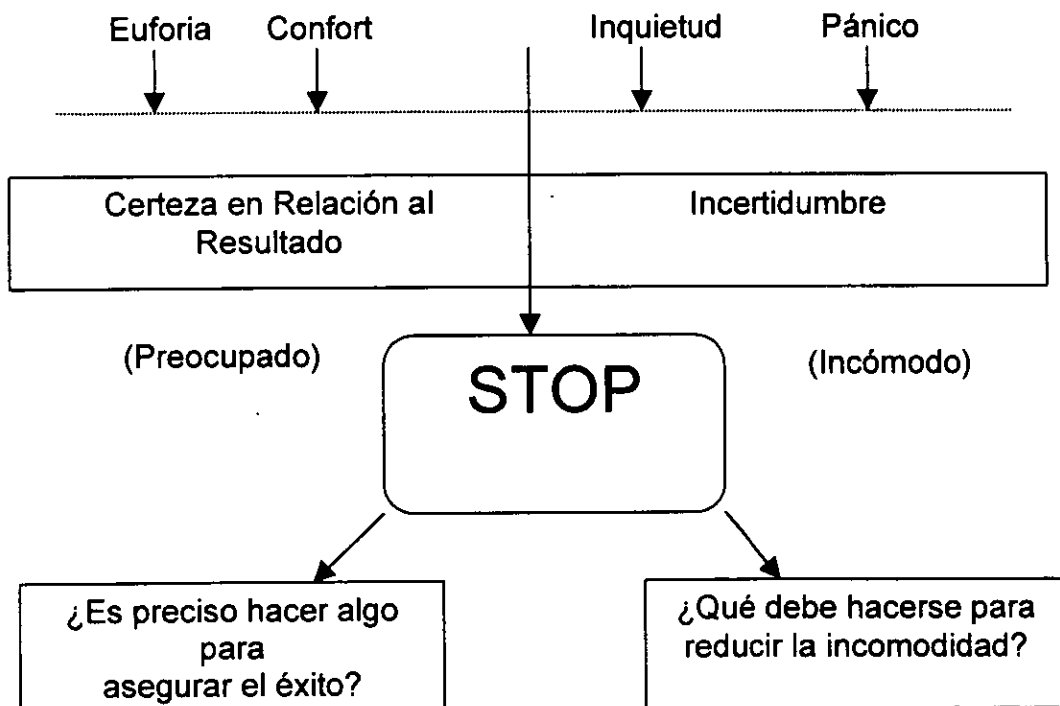 Euforia Confort Inquietud Pánico
Certeza en Relación al
Resultado
Incertidumbre
(Preocupado)
(Incómodo)
STOP
¿Es preciso hacer algo
para
asegurar el éxito?
¿Qué debe hacerse para
reducir la incomodidad?